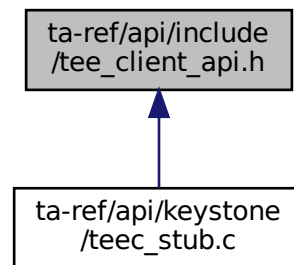 ta-ref/api/include
/tee_client_api.h
ta-ref/api/keystone
/teec_stub.c